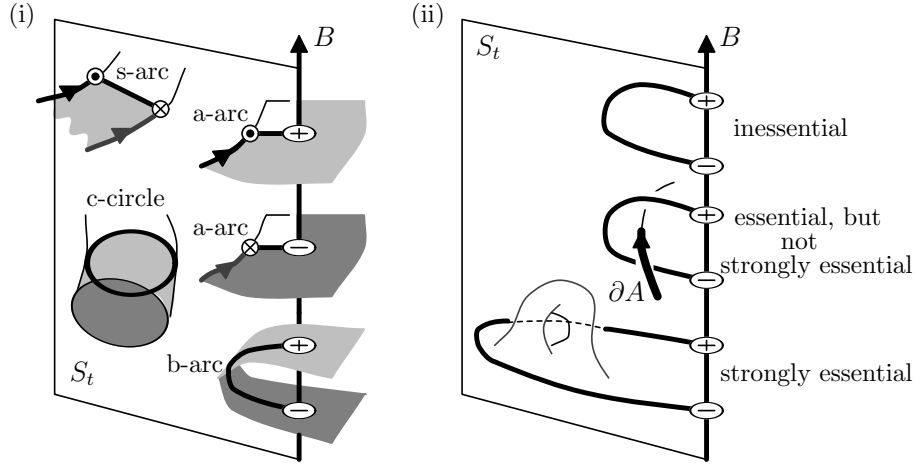 (i)
B
s-arc
a-arc
+
c-circle
a-arc
−
b-arc
+
S_t
−
(ii)
S_t
B
+
inessential
−
+
essential, but
not
strongly essential
−
∂A
+
strongly essential
−